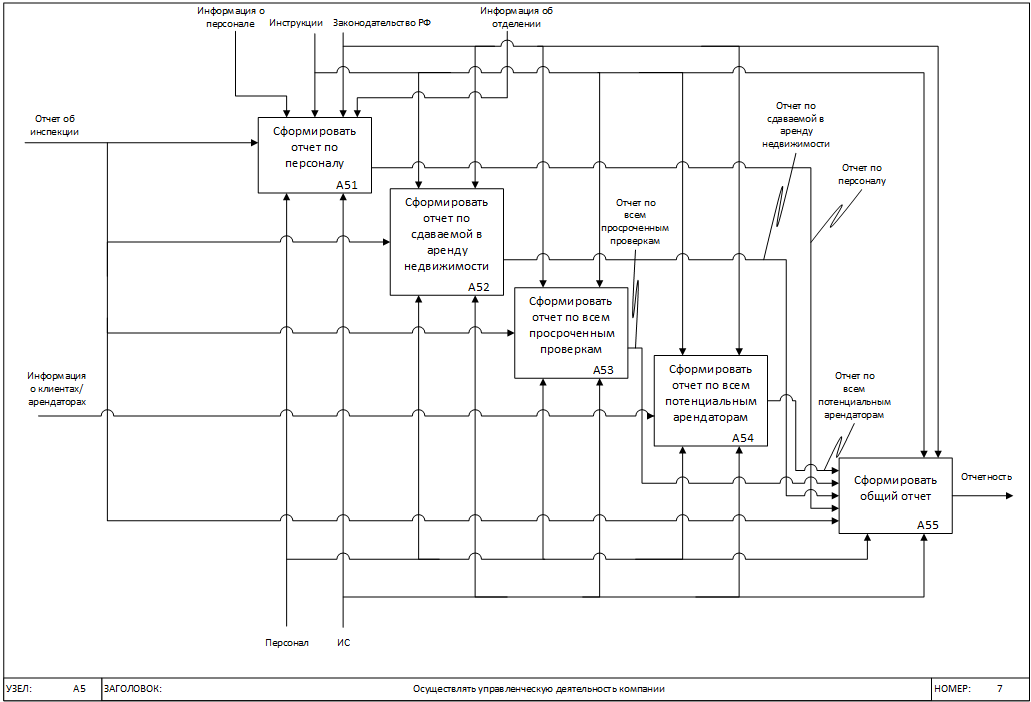 Информация о
персонале
Инструкции
Законодательство РФ
Информация об
отделении
Отчет об
инспекции
Сформировать
отчет по
персоналу
А51
Отчет по
сдаваемой в
аренду
недвижимости
Отчет по
персоналу
Сформировать
отчет по
сдаваемой в
аренду
недвижимости
А52
Отчет по
всем
просроченным
проверкам
Сформировать
отчет по всем
просроченным
проверкам
А53
Информация
о клиентах/
арендаторах
Сформировать
отчет по всем
потенциальным
арендаторам
А54
Отчет по
всем
потенциальным
арендаторам
Сформировать
общий отчет
А55
Отчетность
Персонал
ИС
УЗЕЛ: А5 ЗАГОЛОВОК: Осуществлять управленческую деятельность компании НОМЕР: 7